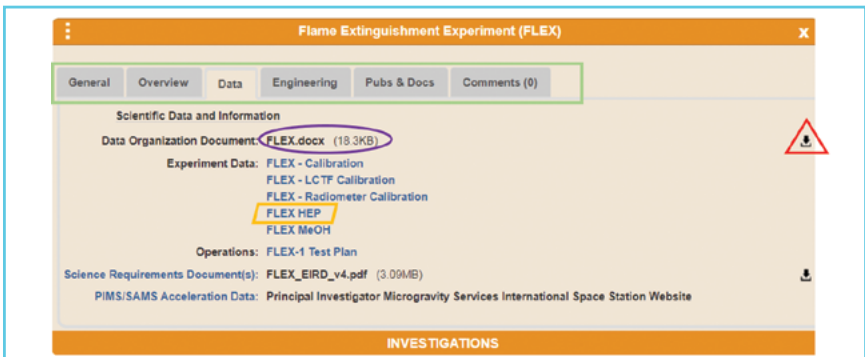 Flame Extinguishment Experiment (FLEX) x
General Overview Data Engineering Pubs & Docs Comments (0)
Scientific Data and Information
Data Organization Document: FLEX.docx (18.3KB)
Experiment Data: FLEX - Calibration
FLEX - LCTF Calibration
FLEX - Radiometer Calibration
FLEX HEP
FLEX MeOH
Operations: FLEX-1 Test Plan
Science Requirements Document(s): FLEX_EIRD_v4.pdf (3.09MB)
PIMS/SAMS Acceleration Data: Principal Investigator Microgravity Services International Space Station Website
INVESTIGATIONS